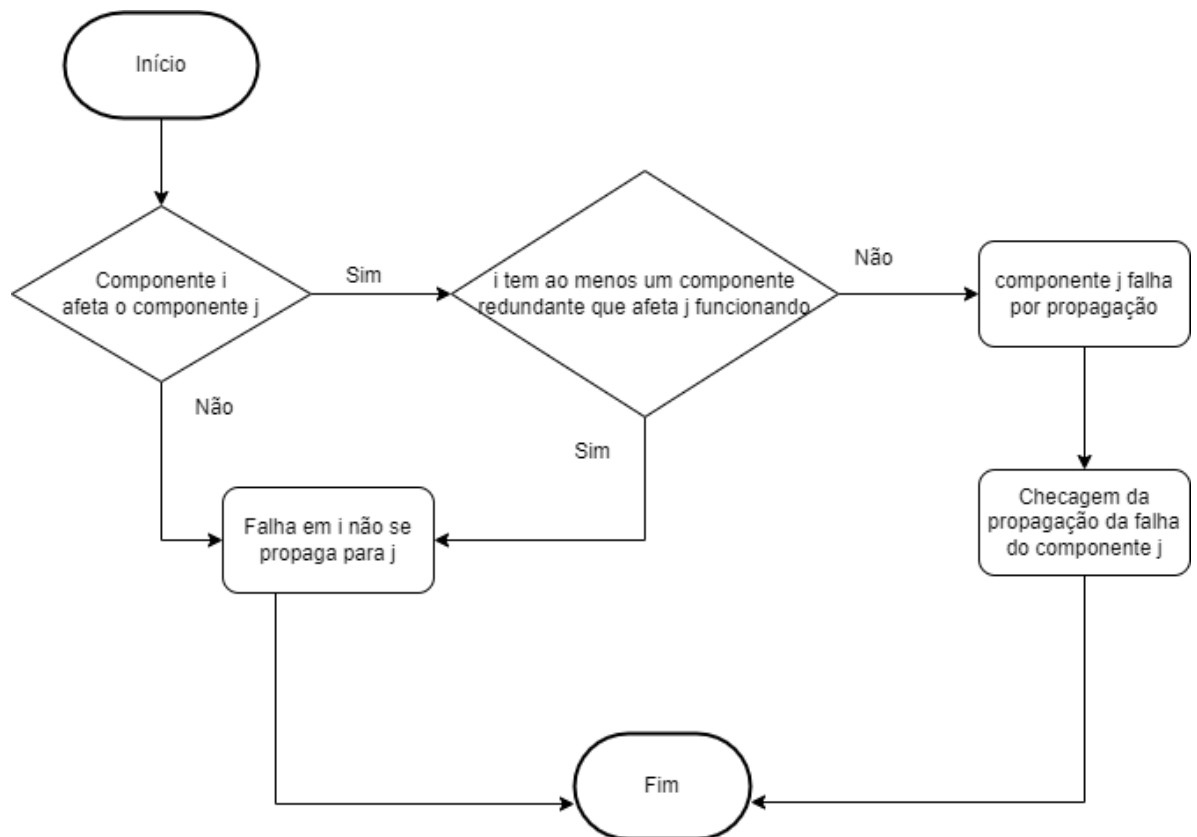 Início
Componente i
afeta o componente j
Sim
i tem ao menos um componente
redundante que afeta j funcionando
Não
componente j falha
por propagação
Não
Sim
Falha em i não se
propaga para j
Checagem da
propagação da falha
do componente j
Fim